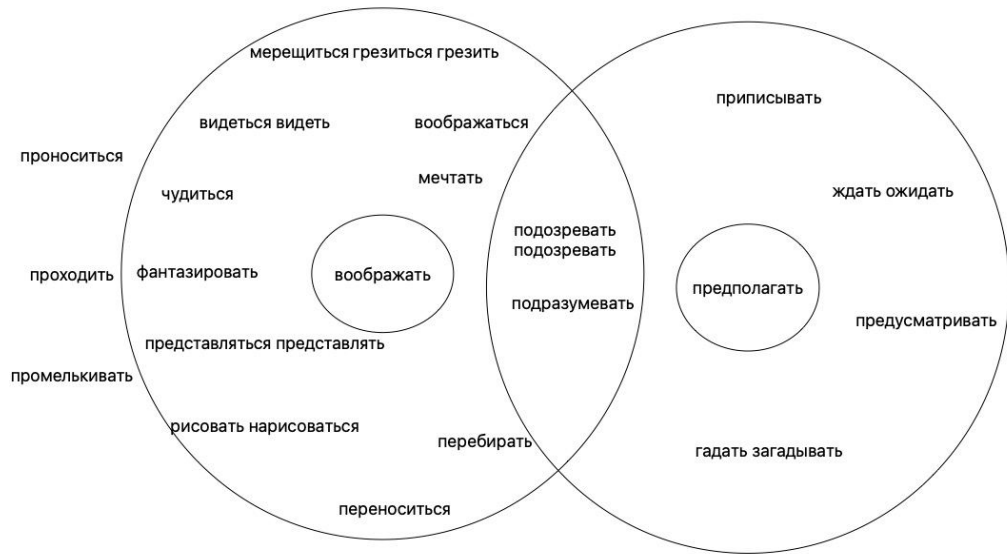 мерещиться грезиться грезить
приписывать
видеться видеть
воображаться
проноситься
мечтать
чудиться
ждать ожидать
подозревать
подозревать
проходить
фантазировать
воображать
предполагать
подразумевать
предусматривать
представляться представлять
промелькивать
рисовать нарисоваться
перебирать
гадать загадывать
переноситься